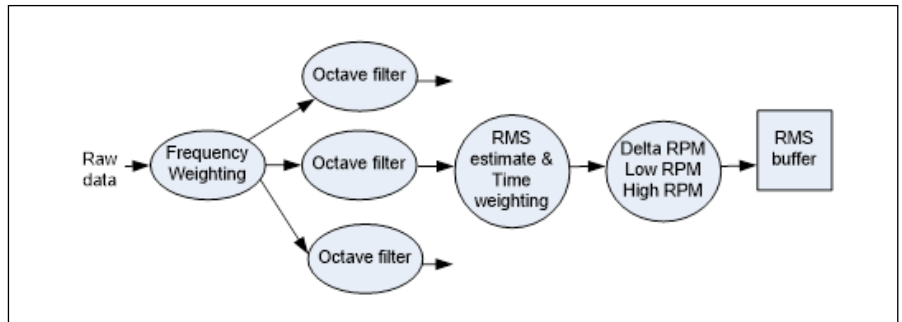 Raw
data
Frequency
Weighting
Octave filter
Octave filter
Octave filter
RMS
estimate &
Time
weighting
Delta RPM
Low RPM
High RPM
RMS
buffer